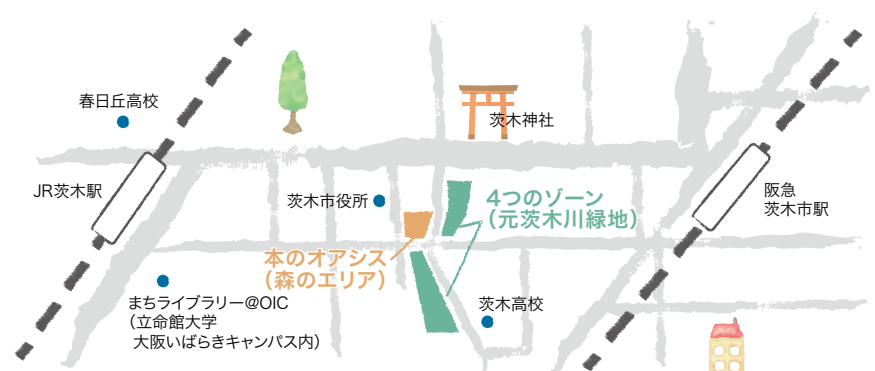 春日丘高校
茨木神社
JR茨木駅
茨木市役所
4つのゾーン
（元茨木川緑地）
阪急
茨木市駅
本のオアシス
（森のエリア）
まちライブラリー@OIC
（立命館大学
大阪いばらきキャンパス内）
茨木高校